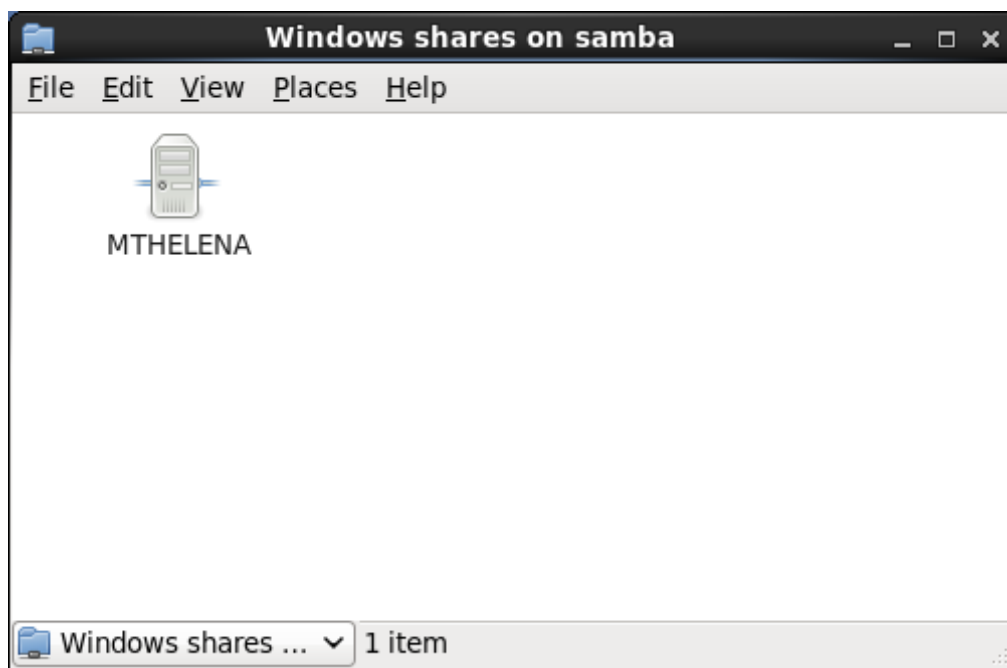 Windows shares on samba
File Edit View Places Help
MTHELENA
Windows shares ... 1 item